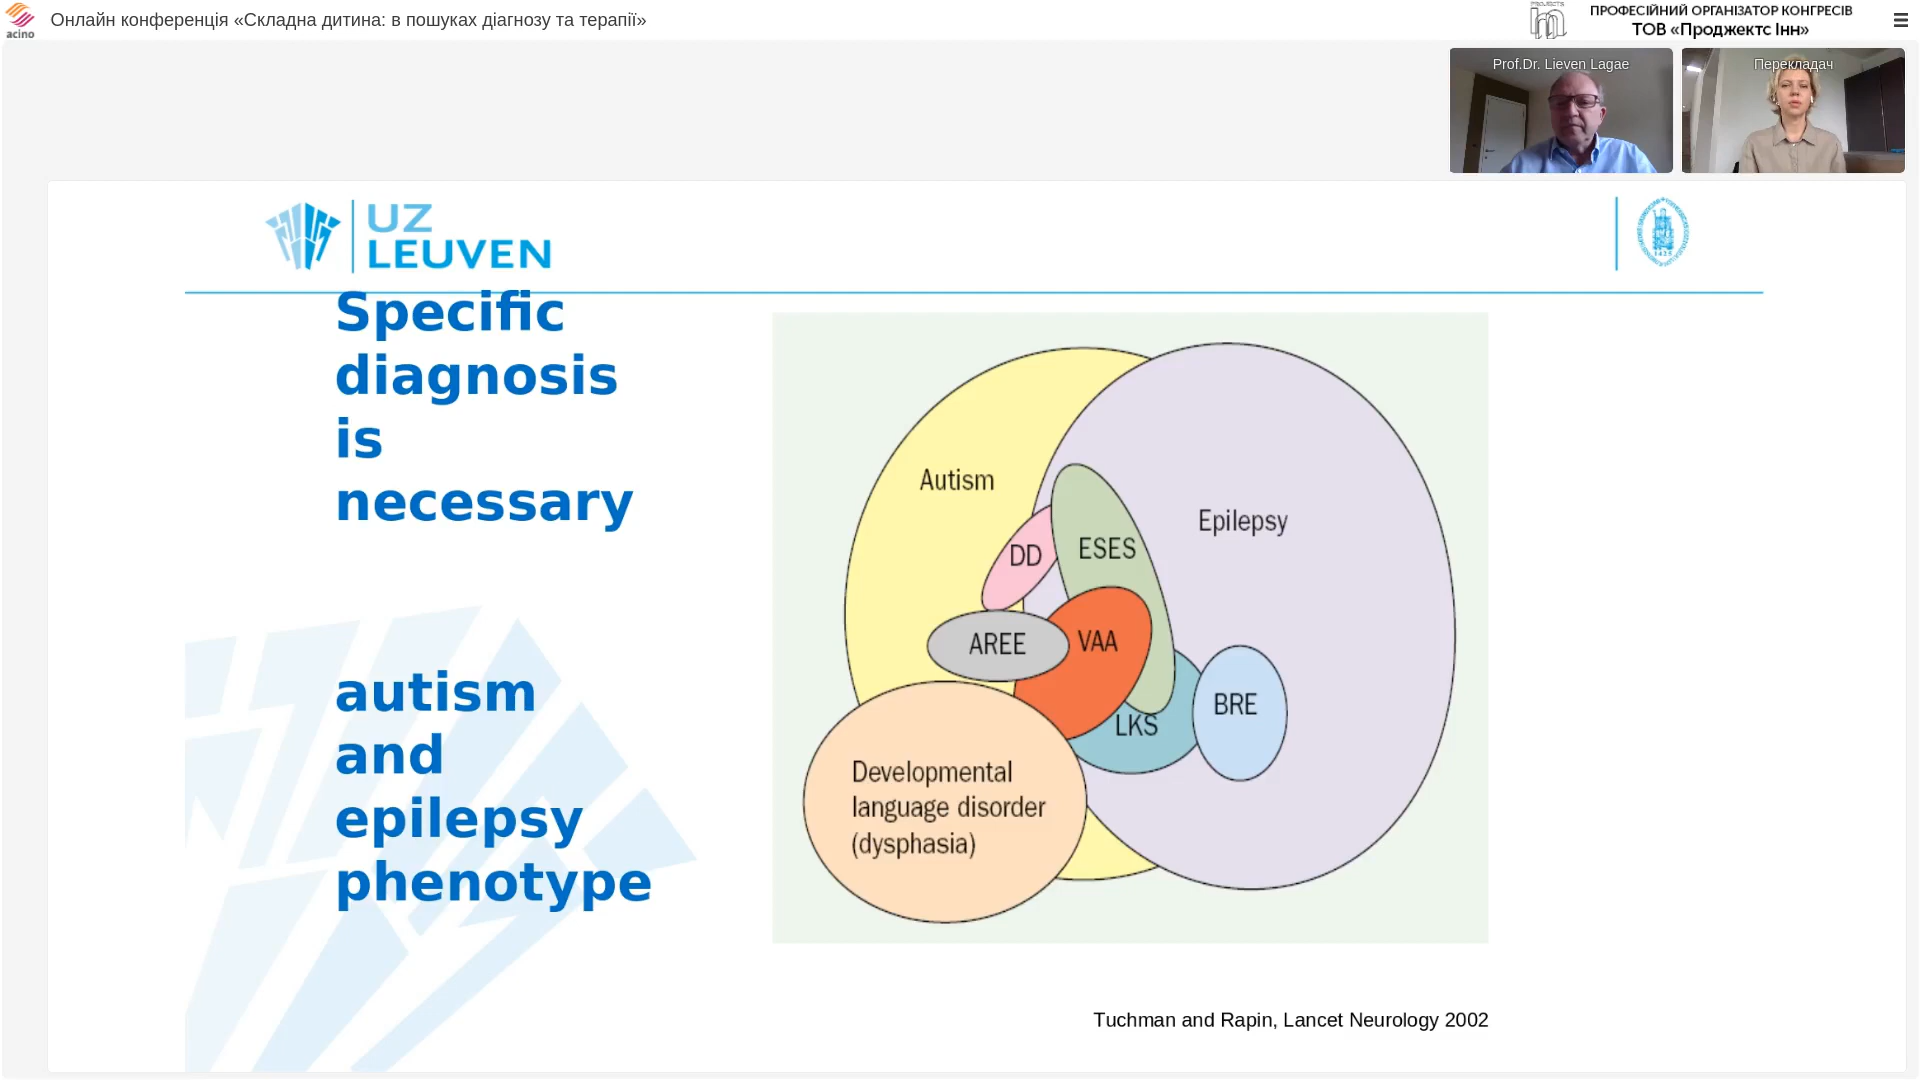 acino
Онлайн конференція «Складна дитина: в пошуках діагнозу та терапії»
PROJECTS
ПРОФЕСІЙНИЙ ОРГАНІЗАТОР КОНГРЕСІВ
ТОВ «Проджектс Інн»
Prof.Dr. Lieven Lagae
Перекладач
UZ
LEUVEN
Specific
diagnosis
is
necessary
autism
and
epilepsy
phenotype
Autism
Epilepsy
DD
ESES
AREE
VAA
BRE
LKS
Developmental
language disorder
(dysphasia)
Tuchman and Rapin, Lancet Neurology 2002